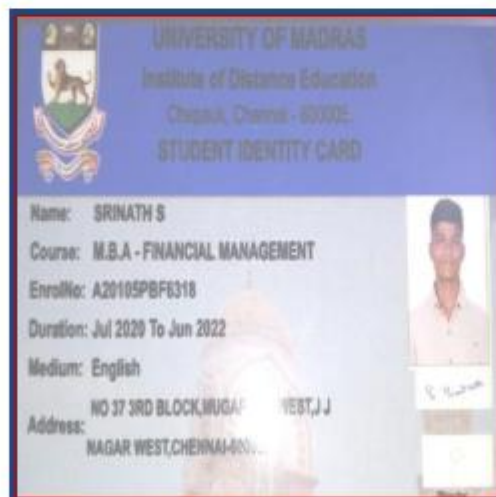 UNIVERSITY OF MADRAS
Institute of Distance Education
Chepauk, Chennai - 600005.
STUDENT IDENTITY CARD
Name: SRINATH S
Course: M.B.A - FINANCIAL MANAGEMENT
EnrolNo: A20105PBF6318
Duration: Jul 2020 To Jun 2022
Medium: English
Address: NO 37 3RD BLOCK, WEST,J J
NAGAR WEST,CHENNAI-